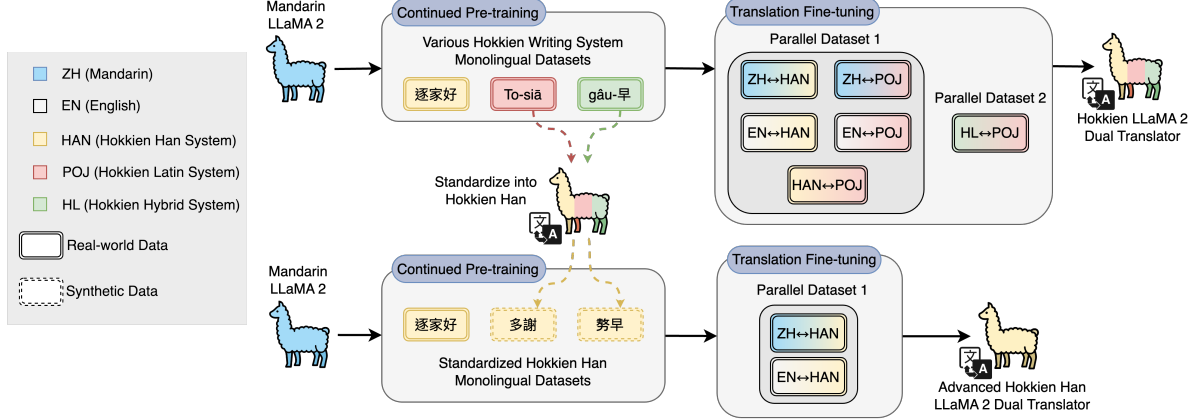 Mandarin
LLaMA 2
Continued Pre-training
Various Hokkien Writing System
Monolingual Datasets
逐家好
To-siā
gâu-早
Translation Fine-tuning
Parallel Dataset 1
ZH↔HAN
ZH↔POJ
EN↔HAN
EN↔POJ
HAN↔POJ
Parallel Dataset 2
HL↔POJ
文
A
Hokkien LLaMA 2
Dual Translator
ZH (Mandarin)
EN (English)
HAN (Hokkien Han System)
POJ (Hokkien Latin System)
HL (Hokkien Hybrid System)
Real-world Data
Synthetic Data
Standardize into
Hokkien Han
文
A
Mandarin
LLaMA 2
Continued Pre-training
逐家好
多謝
勢早
Standardized Hokkien Han
Monolingual Datasets
Translation Fine-tuning
Parallel Dataset 1
ZH↔HAN
EN↔HAN
文
A
Advanced Hokkien Han
LLaMA 2 Dual Translator